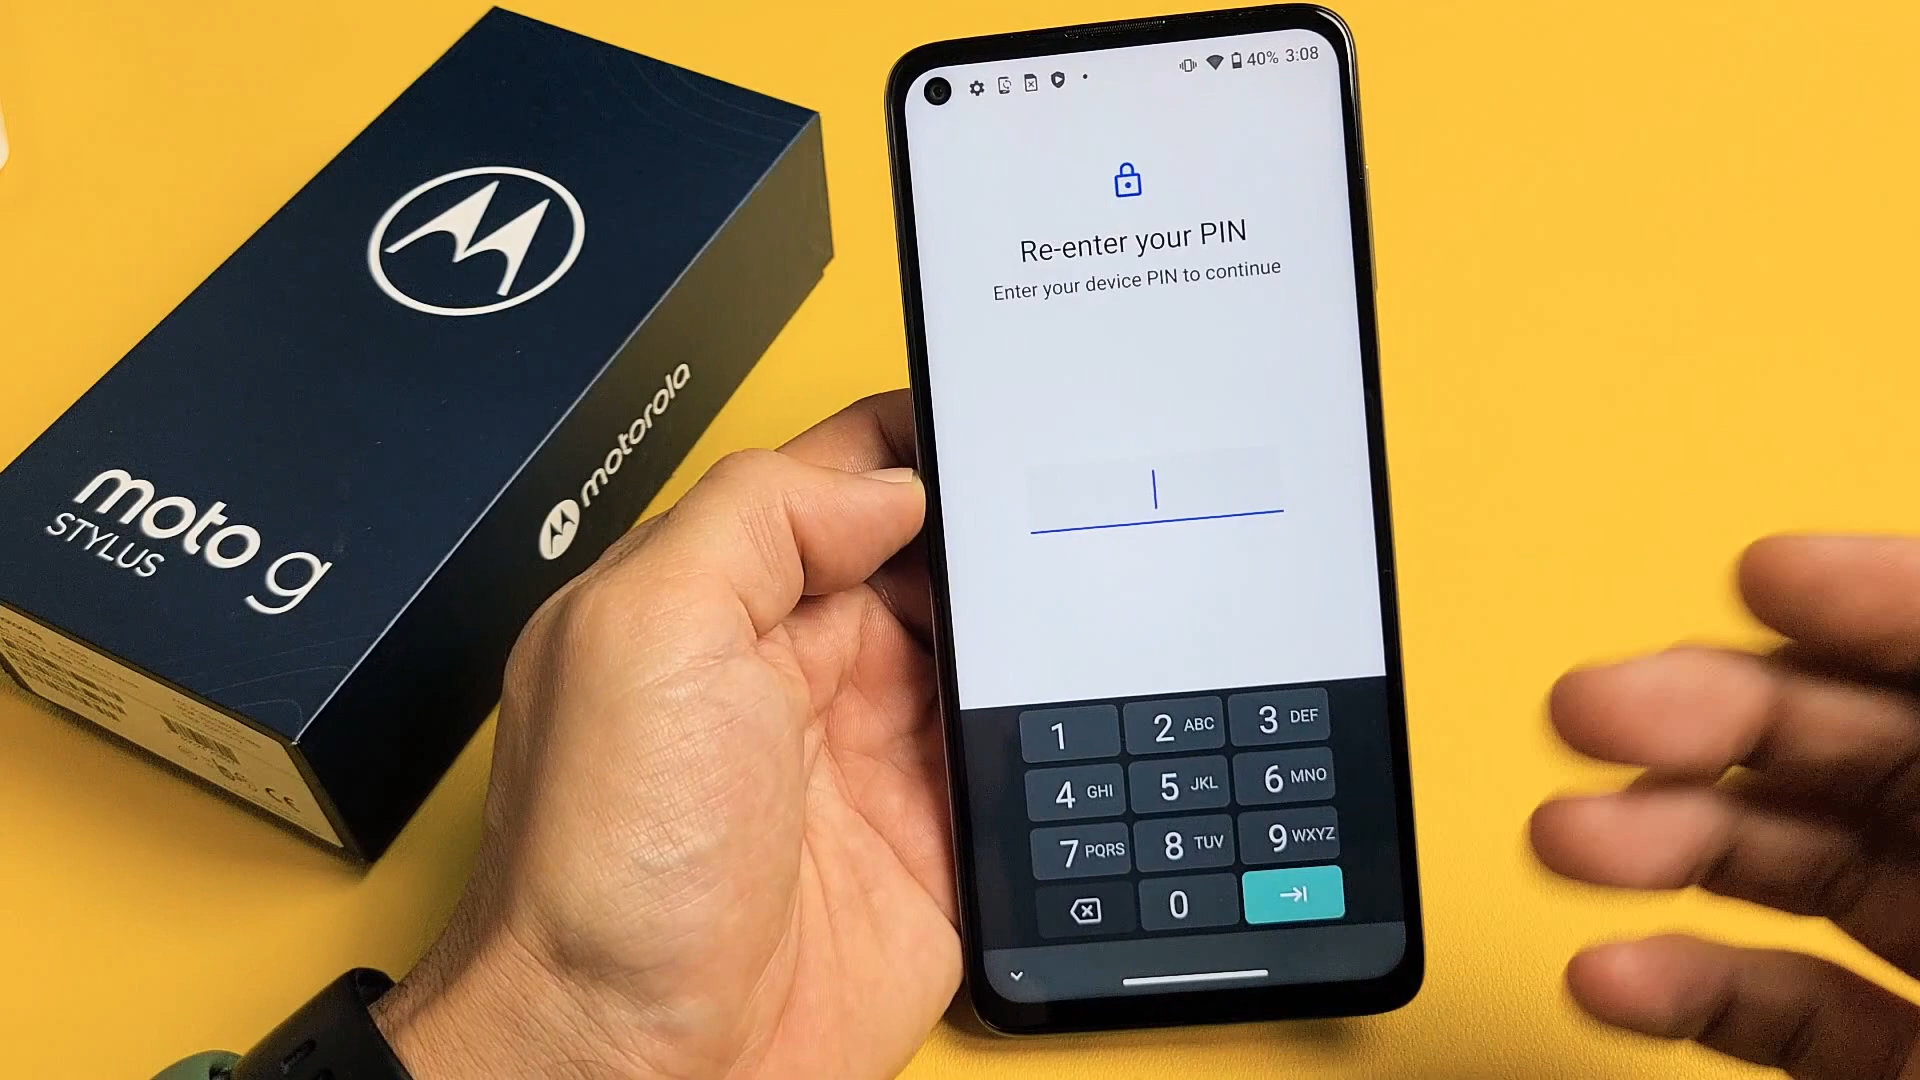 moto g
STYLUS
motorola
40% 3:08
Re-enter your PIN
Enter your device PIN to continue
1
2 ABC
3 DEF
4 GHI
5 JKL
6 MNO
7 PQRS
8 TUV
9 WXYZ
0